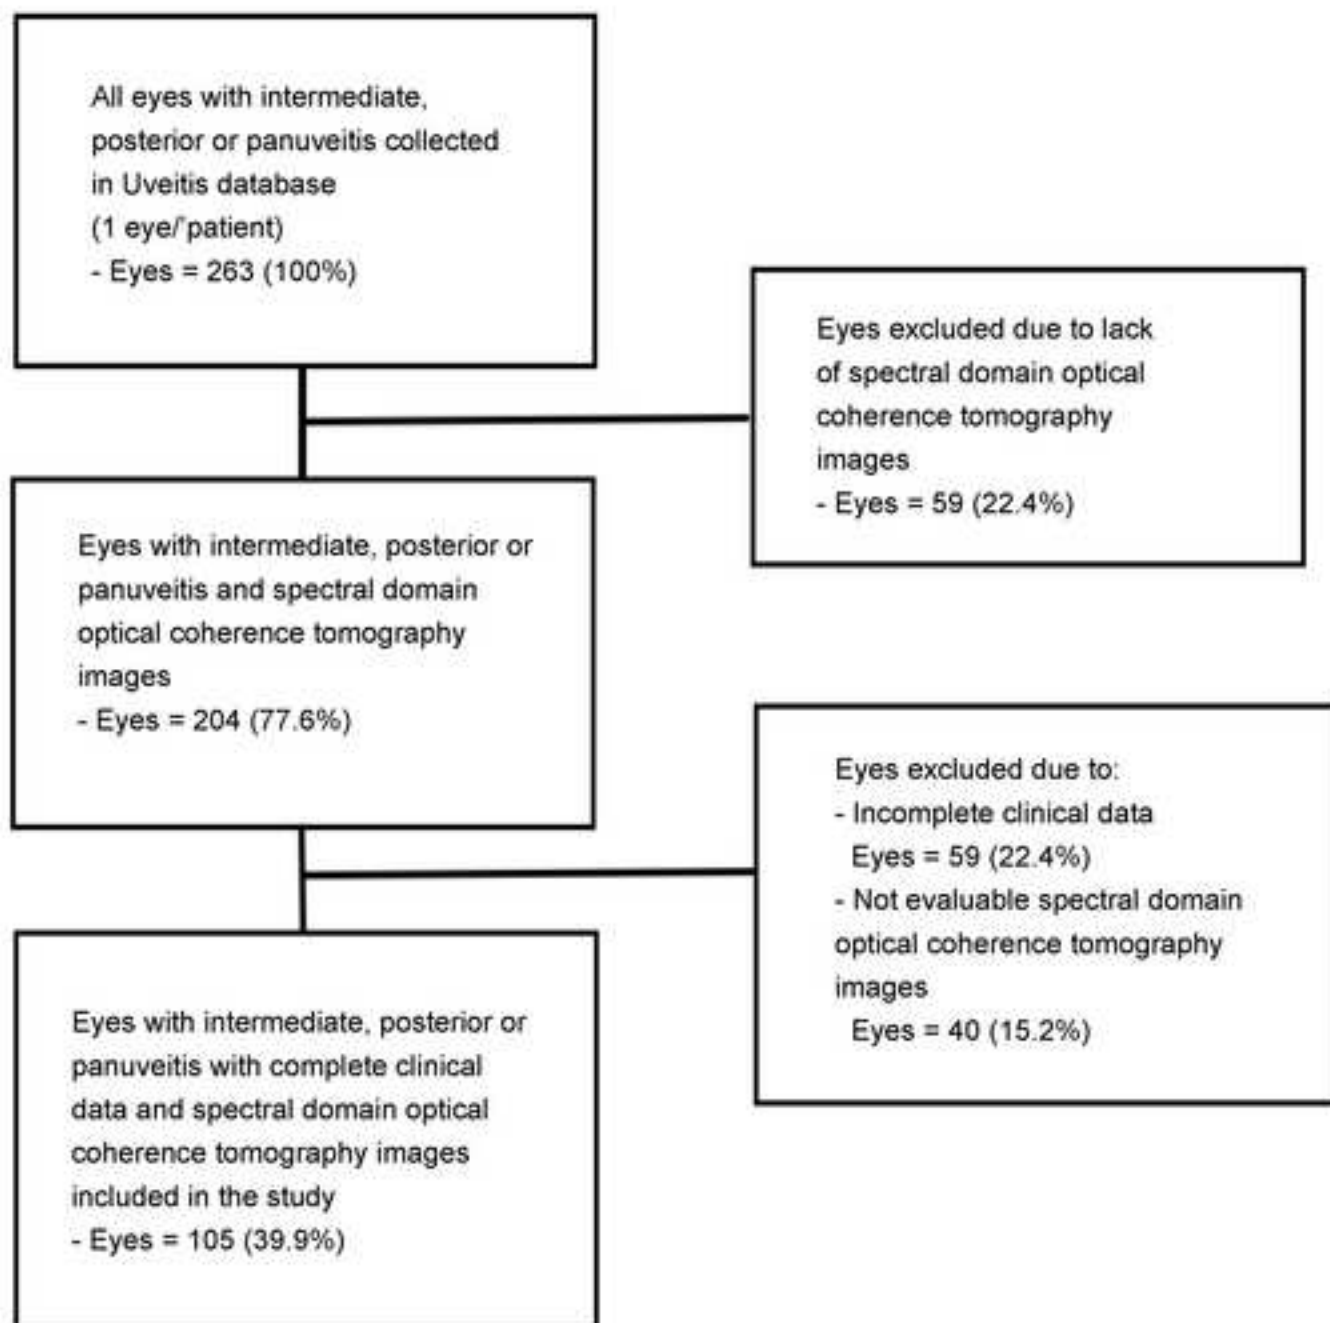 All eyes with intermediate,
posterior or panuveitis collected
in Uveitis database
(1 eye/'patient)
- Eyes = 263 (100%)
Eyes excluded due to lack
of spectral domain optical
coherence tomography
images
- Eyes = 59 (22.4%)
Eyes with intermediate, posterior or
panuveitis and spectral domain
optical coherence tomography
images
- Eyes = 204 (77.6%)
Eyes excluded due to:
- Incomplete clinical data
Eyes = 59 (22.4%)
- Not evaluable spectral domain
optical coherence tomography
images
Eyes = 40 (15.2%)
Eyes with intermediate, posterior or
panuveitis with complete clinical
data and spectral domain optical
coherence tomography images
included in the study
- Eyes = 105 (39.9%)